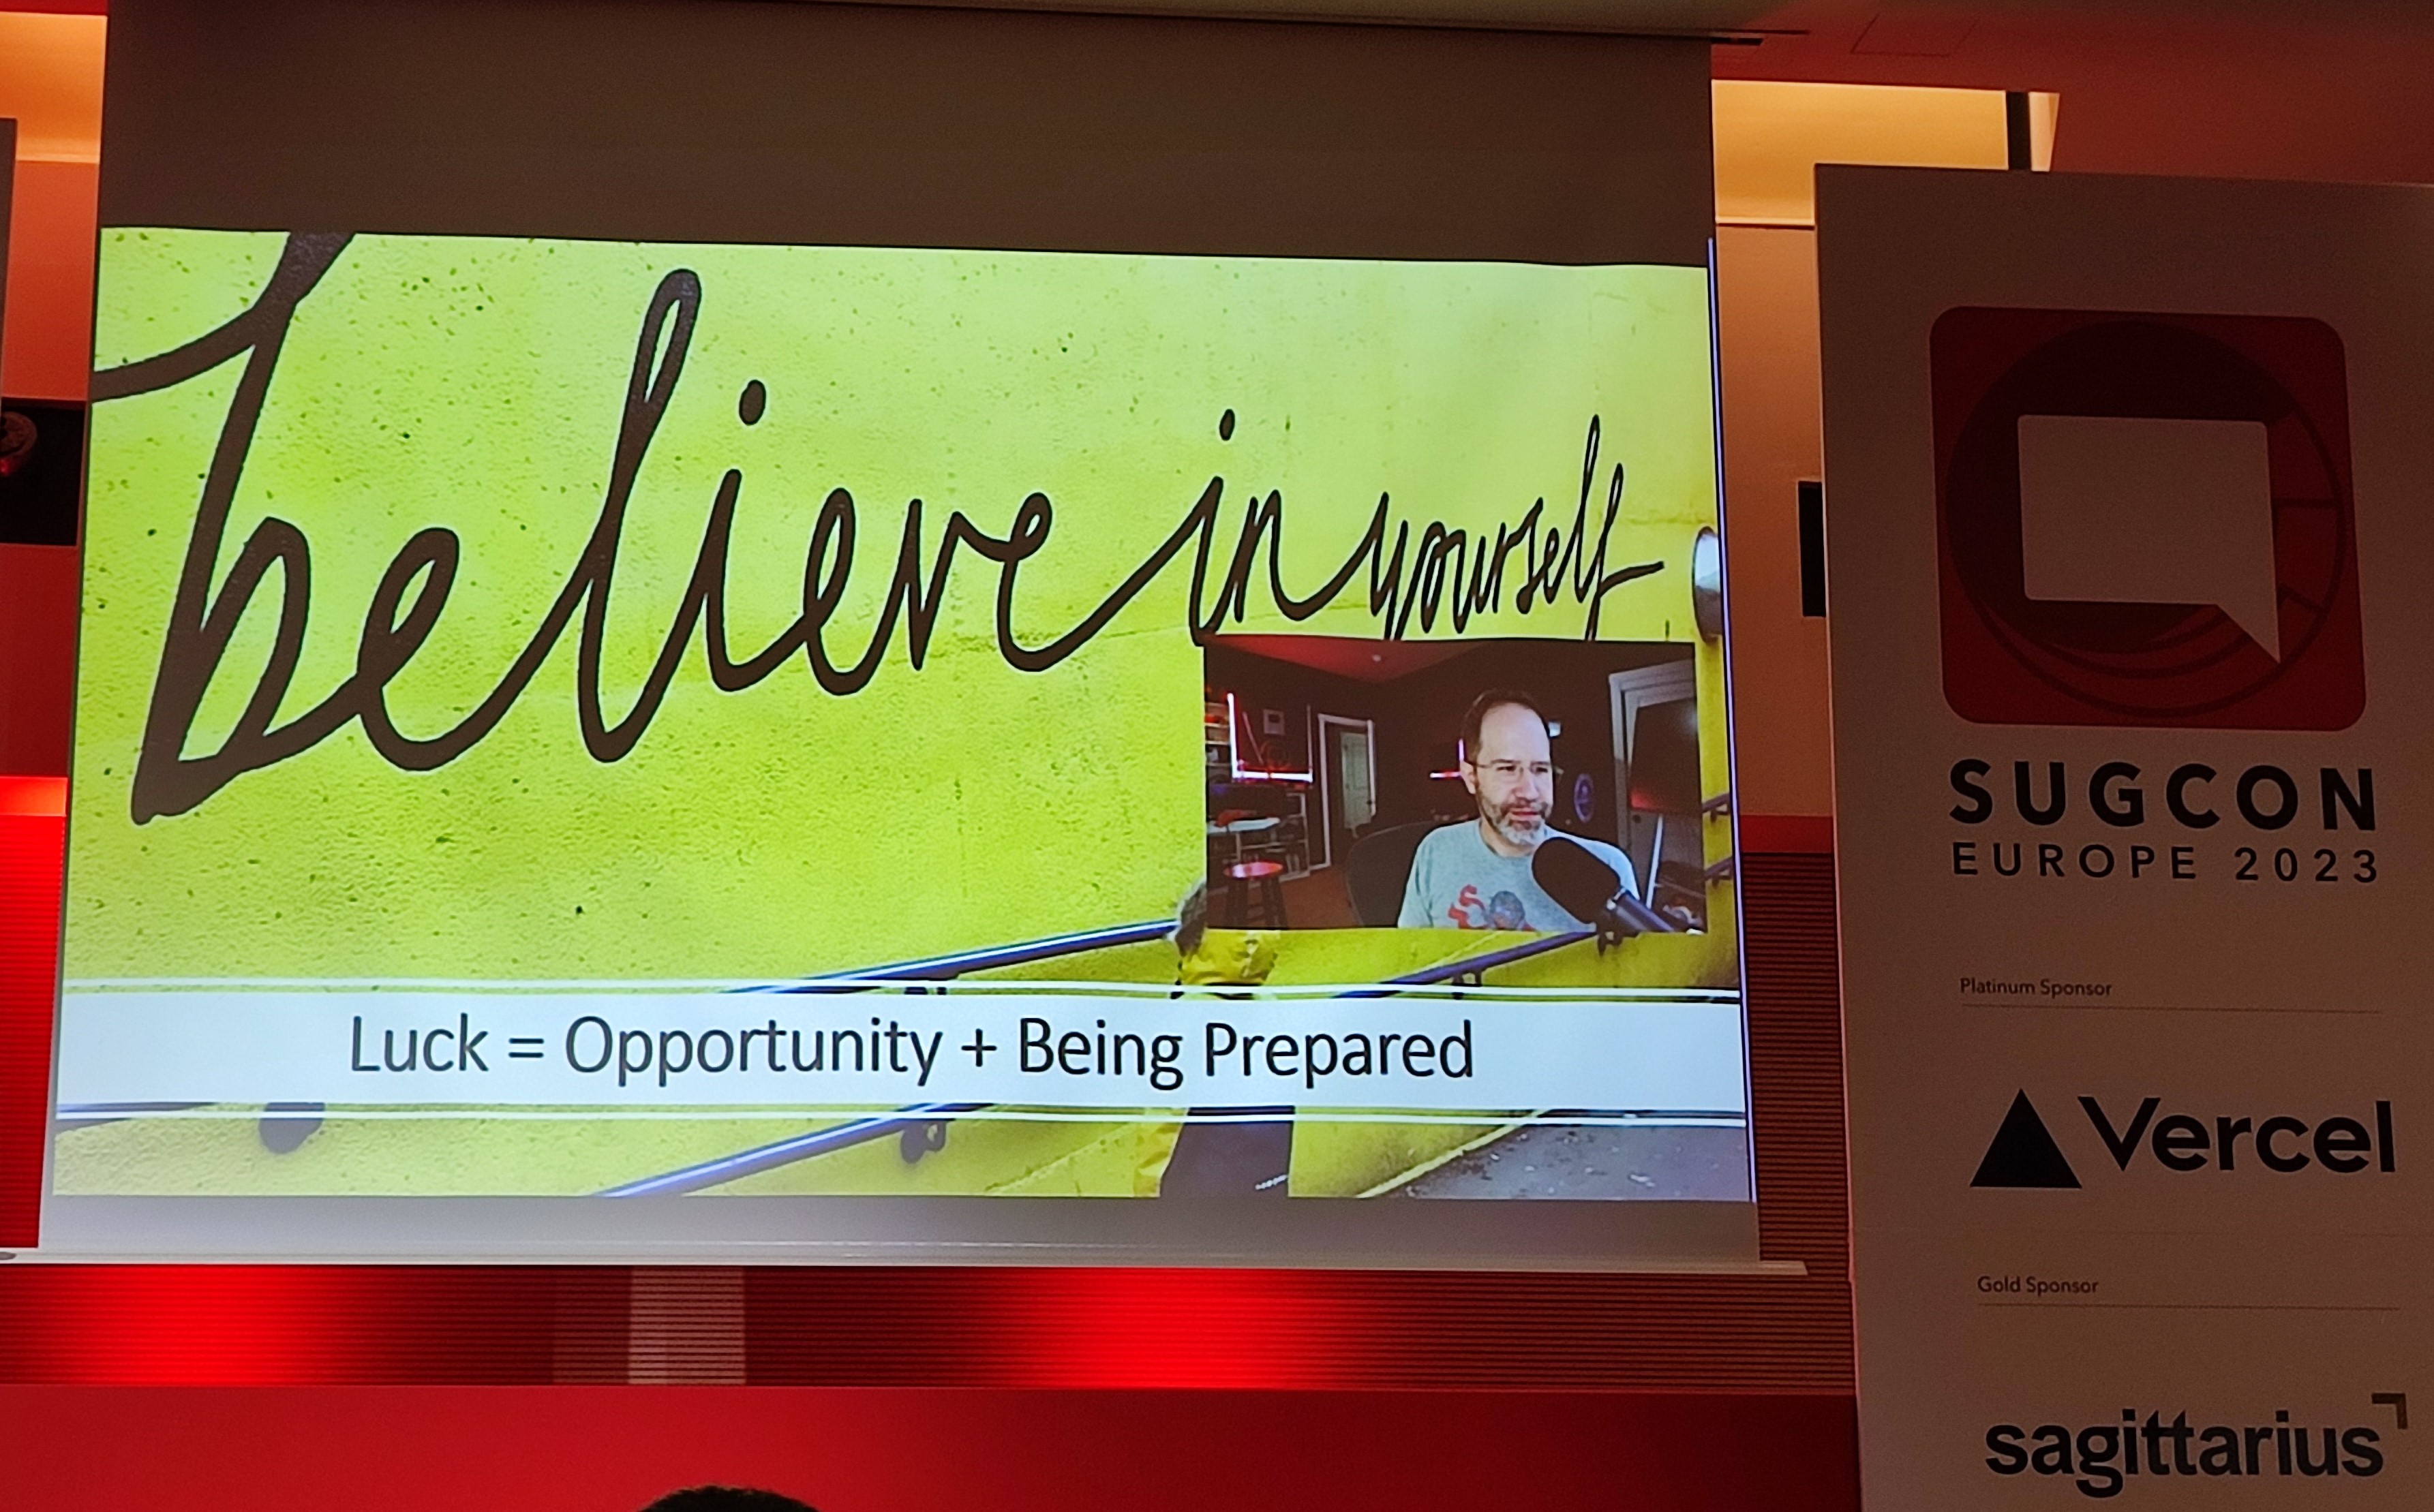 believe in yourself
Luck = Opportunity + Being Prepared
SUGCON
EUROPE 2023
Platinum Sponsor
Vercel
Gold Sponsor
sagittarius